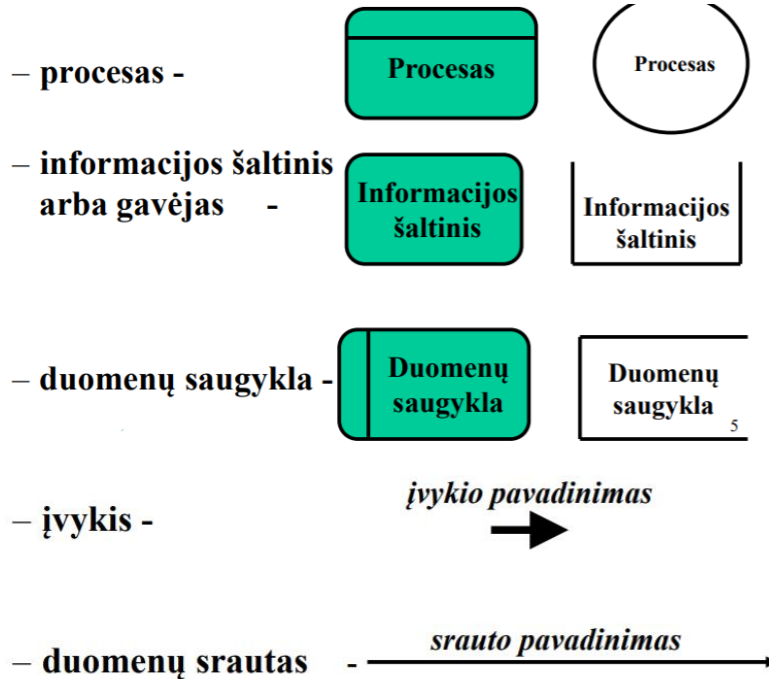 – procesas -
Procesas
Procesas
– informacijos šaltinis
arba gavėjas -
Informacijos
šaltinis
Informacijos
šaltinis
– duomenų saugykla -
Duomenų
saugykla
Duomenų
saugykla
5
– įvykis -
įvykio pavadinimas
– duomenų srautas -
srauto pavadinimas